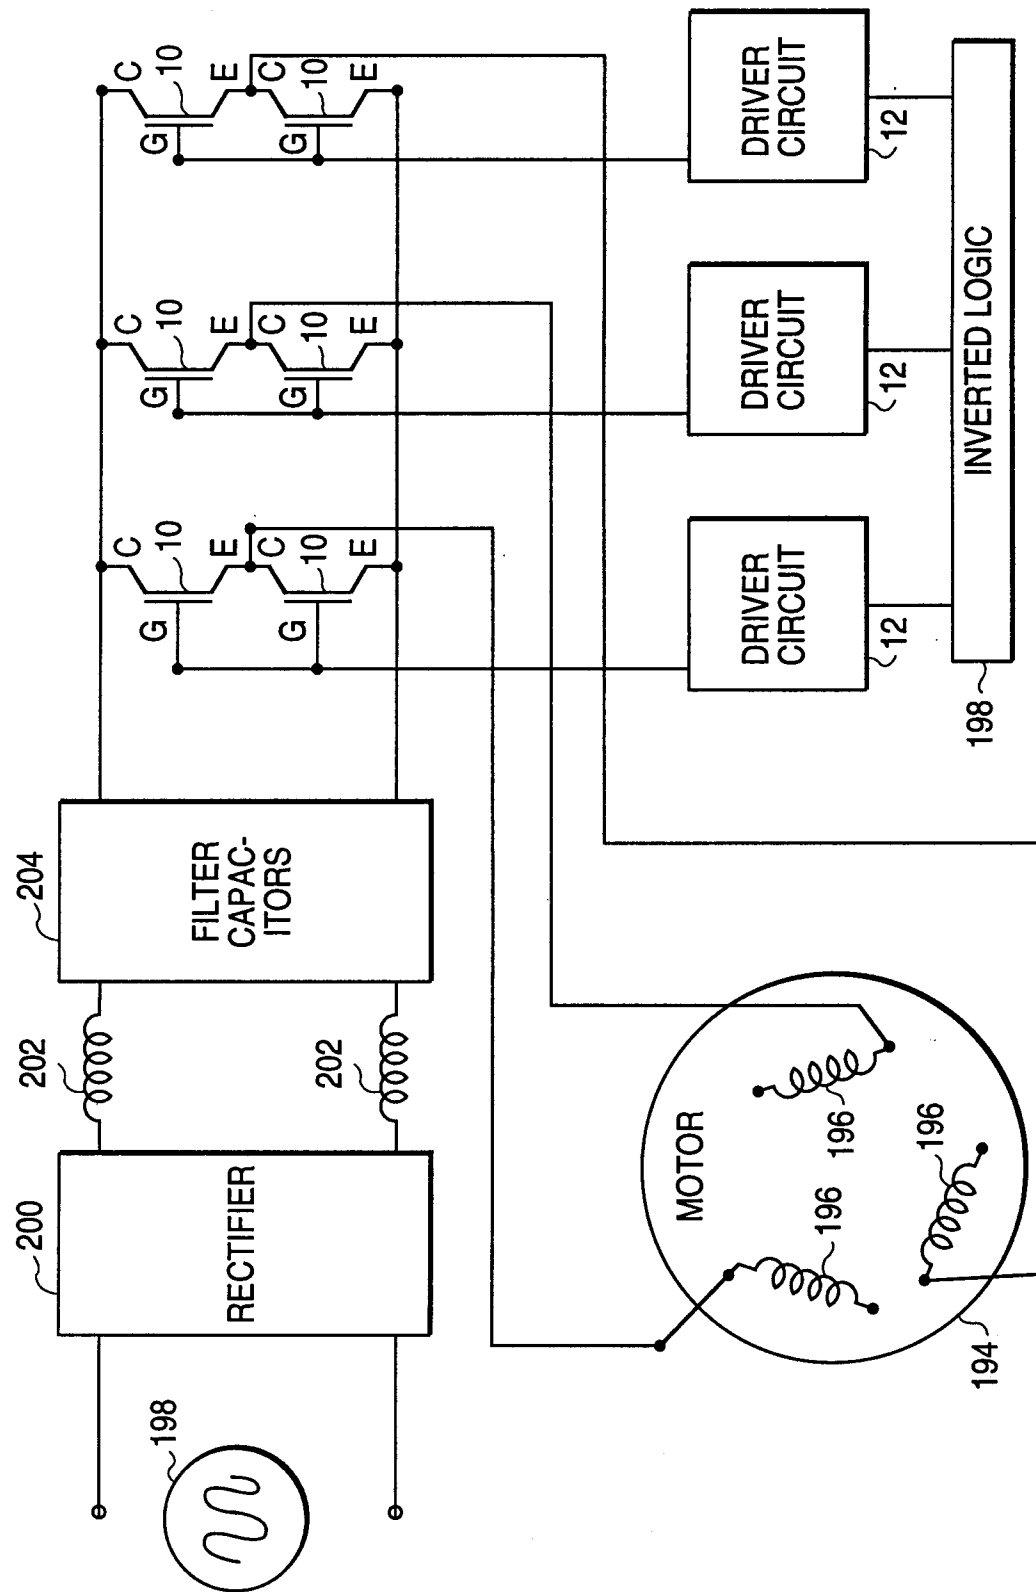 198
200
RECTIFIER
202
202
204
FILTER
CAPAC-
ITORS
C
10
G
E
C
10
G
E
C
10
G
E
C
10
G
E
C
10
G
E
C
10
G
E
MOTOR
196
196
196
194
DRIVER
CIRCUIT
12
DRIVER
CIRCUIT
12
DRIVER
CIRCUIT
12
INVERTED LOGIC
198